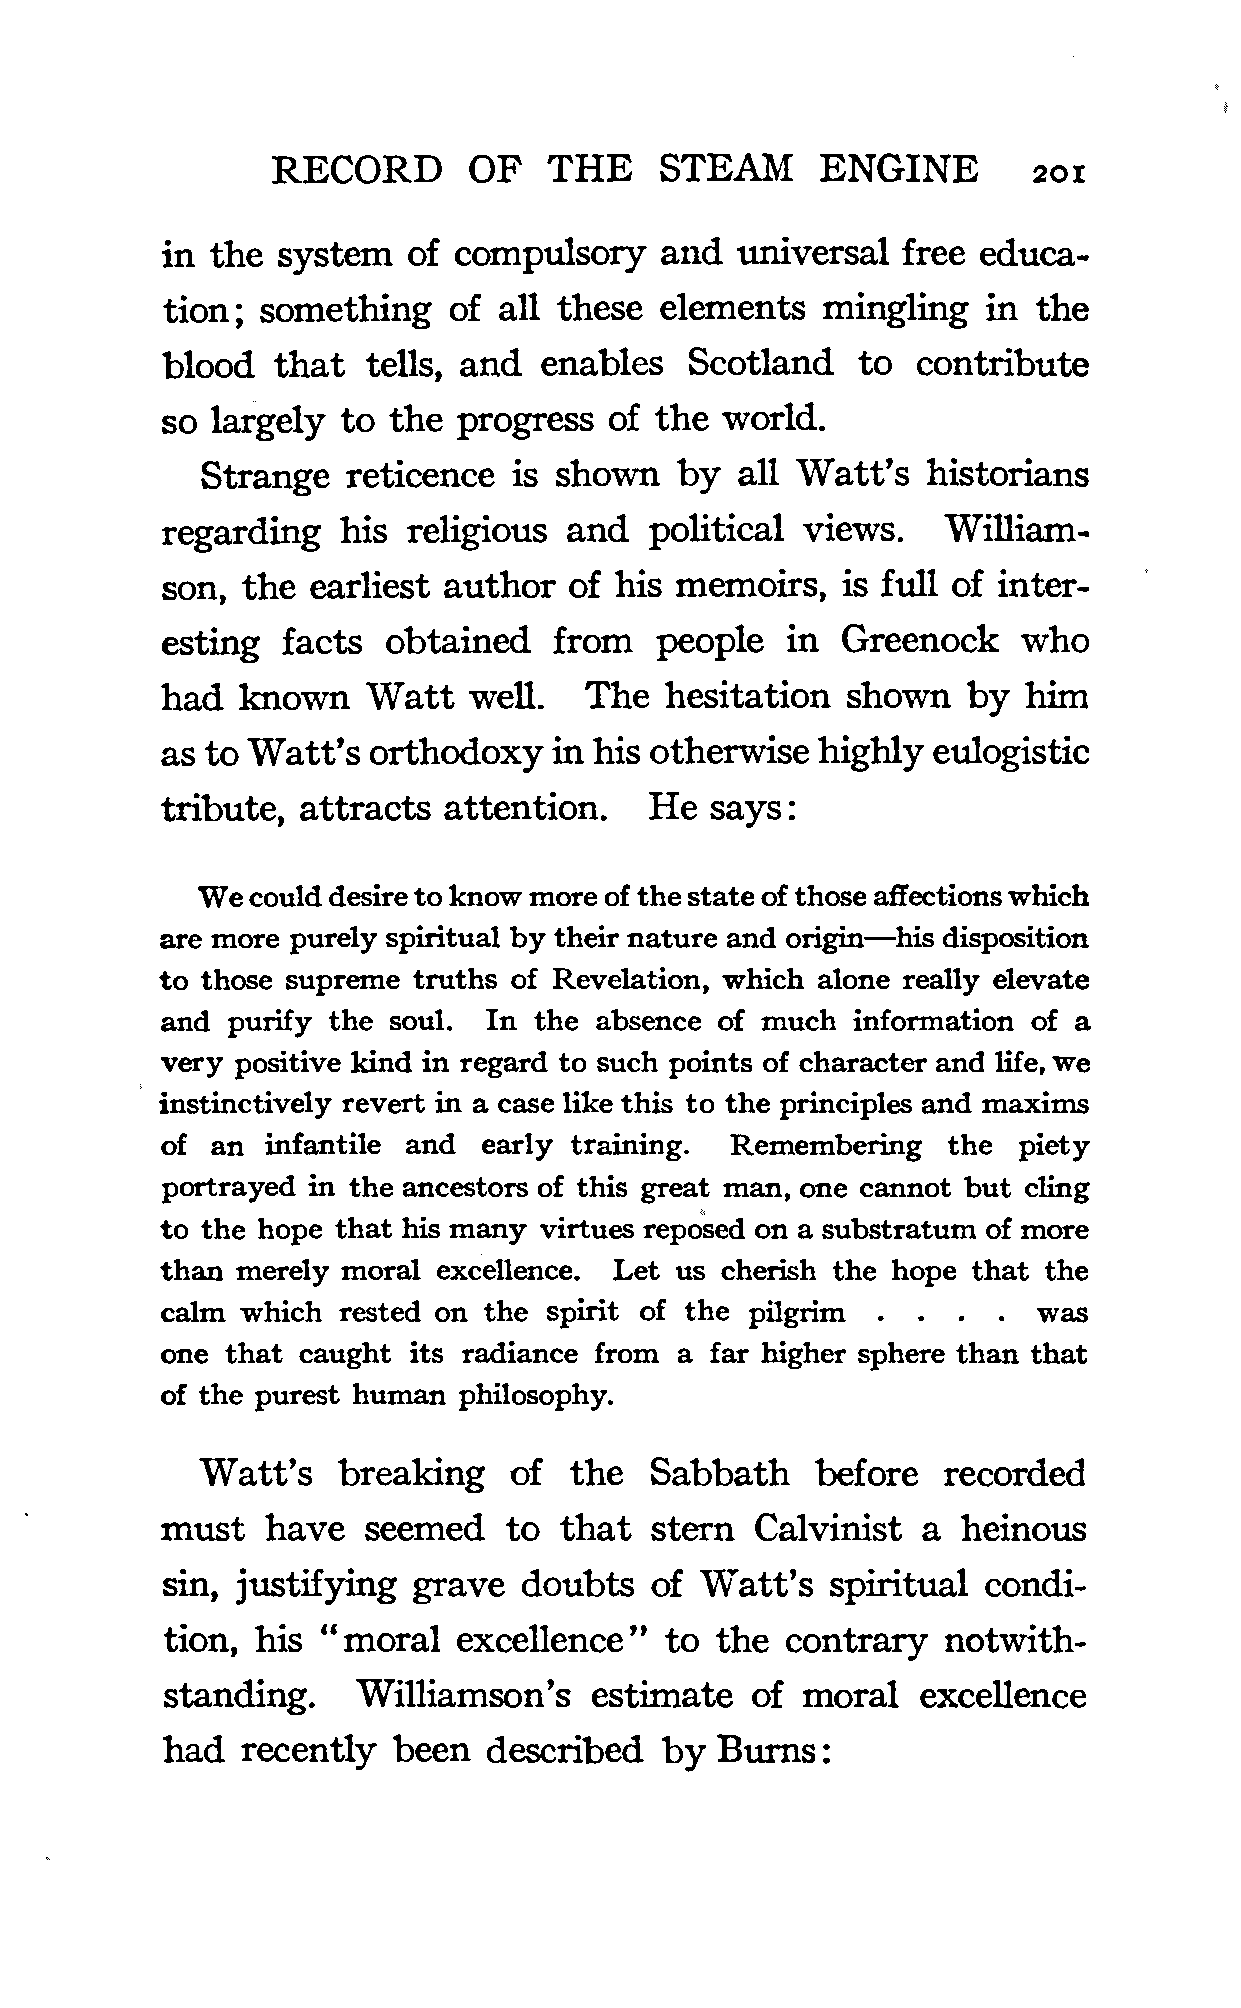 RECORD OF THE STEAM ENGINE 201
in the system of compulsory and universal free educa-
tion; something of all these elements mingling in the
blood that tells, and enables Scotland to contribute
so largely to the progress of the world.
Strange reticence is shown by all Watt's historians
regarding his religious and political views. William-
son, the earliest author of his memoirs, is full of inter-
esting facts obtained from people in Greenock who
had known Watt well. The hesitation shown by him
as to Watt's orthodoxy in his otherwise highly eulogistic
tribute, attracts attention. He says:
We could desire to know more of the state of those affections which
are more purely spiritual by their nature and origin—his disposition
to those supreme truths of Revelation, which alone really elevate
and purify the soul. In the absence of much information of a
very positive kind in regard to such points of character and life, we
instinctively revert in a case like this to the principles and maxims
of an infantile and early training. Remembering the piety
portrayed in the ancestors of this great man, one cannot but cling
to the hope that his many virtues reposed on a substratum of more
than merely moral excellence. Let us cherish the hope that the
calm which rested on the spirit of the pilgrim . . . . was
one that caught its radiance from a far higher sphere than that
of the purest human philosophy.
Watt's breaking of the Sabbath before recorded
must have seemed to that stern Calvinist a heinous
sin, justifying grave doubts of Watt's spiritual condi-
tion, his "moral excellence" to the contrary notwith-
standing. Williamson's estimate of moral excellence
had recently been described by Burns: